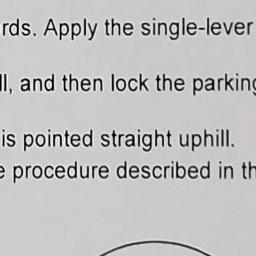 rds. Apply the single-lever
ll, and then lock the parking
is pointed straight uphill.
e procedure described in th